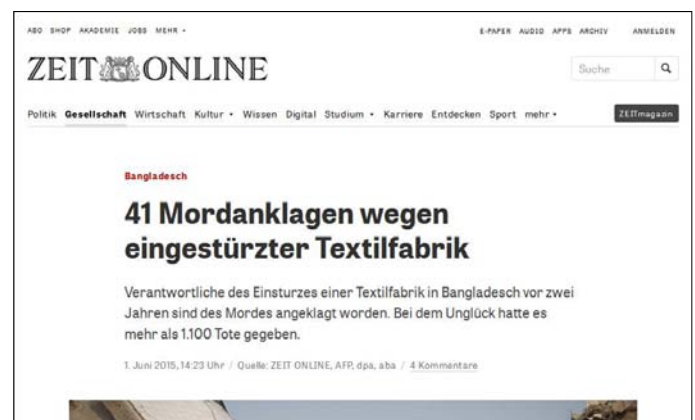 ABO SHOP AKADEMIE JOBS MEHR E-PAPER AUDIO APPS ARCHIV ANMELDEN
ZEIT ONLINE
Suche
Politik Gesellschaft Wirtschaft Kultur Wissen Digital Studium Karriere Entdecken Sport mehr ZEITmagazin
Bangladesch
41 Mordanklagen wegen
eingestürzter Textilfabrik
Verantwortliche des Einsturzes einer Textilfabrik in Bangladesch vor zwei
Jahren sind des Mordes angeklagt worden. Bei dem Unglück hatte es
mehr als 1.100 Tote gegeben.
1. Juni 2015, 14:23 Uhr / Quelle: ZEIT ONLINE, AFP, dpa, aba / 4 Kommentare